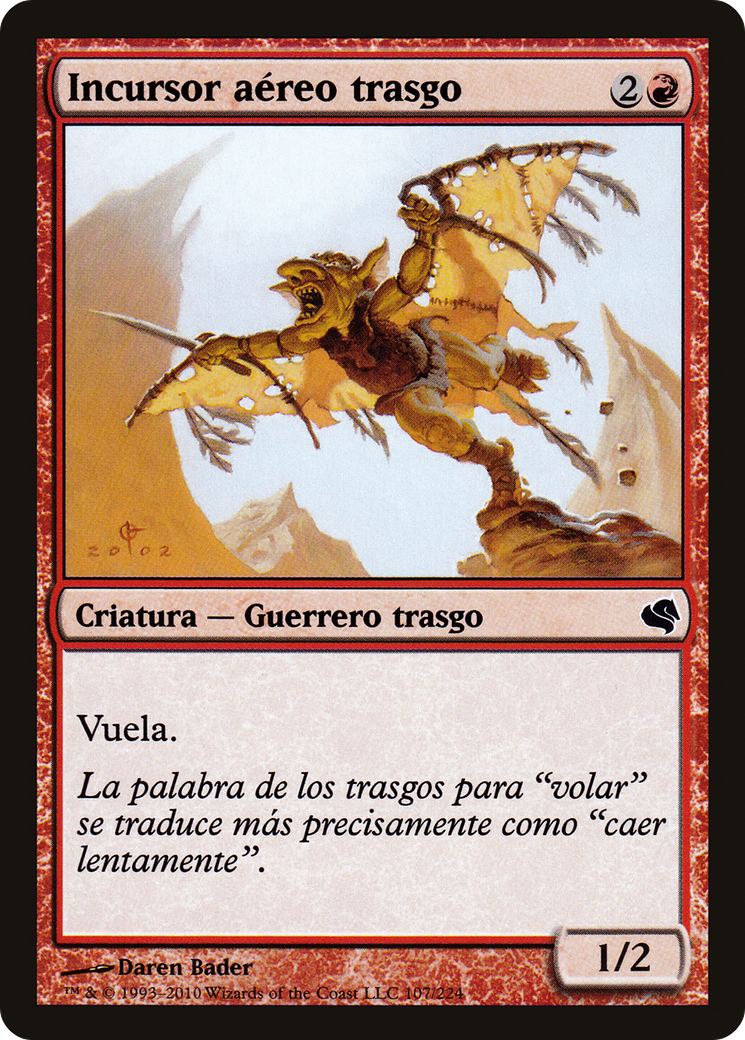 Incursor aéreo trasgo 2
2002
Criatura — Guerrero trasgo
Vuela.
La palabra de los trasgos para “volar”
se traduce más precisamente como “caer
lentamente”.
1/2
Daren Bader
™ & © 1993–2010 Wizards of the Coast LLC 107/224